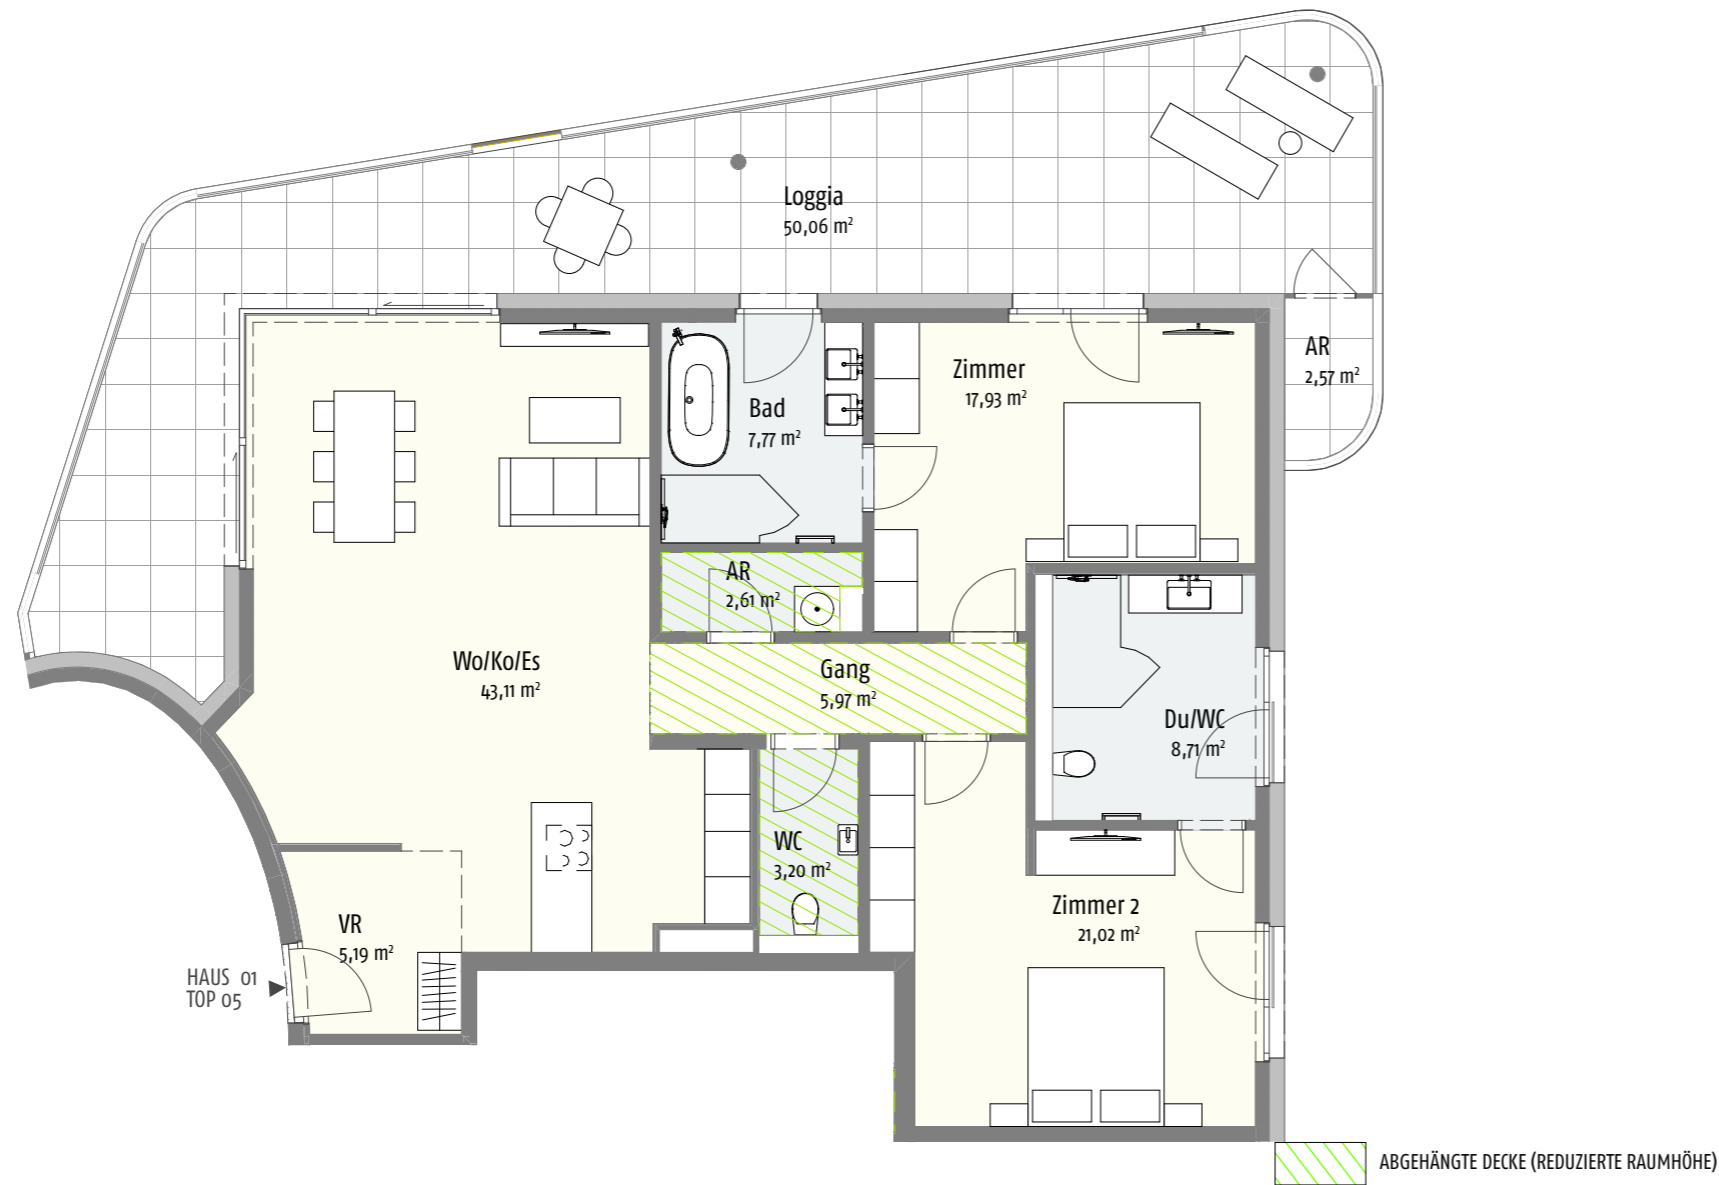 Loggia
50,06 m²
AR
2,57 m²
Zimmer
17,93 m²
Bad
7,77 m²
AR
2,61 m²
Wo/Ko/Es
43,11 m²
Gang
5,97 m²
Du/WC
8,71 m²
WC
3,20 m²
Zimmer 2
21,02 m²
VR
5,19 m²
HAUS 01
TOP 05
ABGEHÄNGTE DECKE (REDUZIERTE RAUMHÖHE)